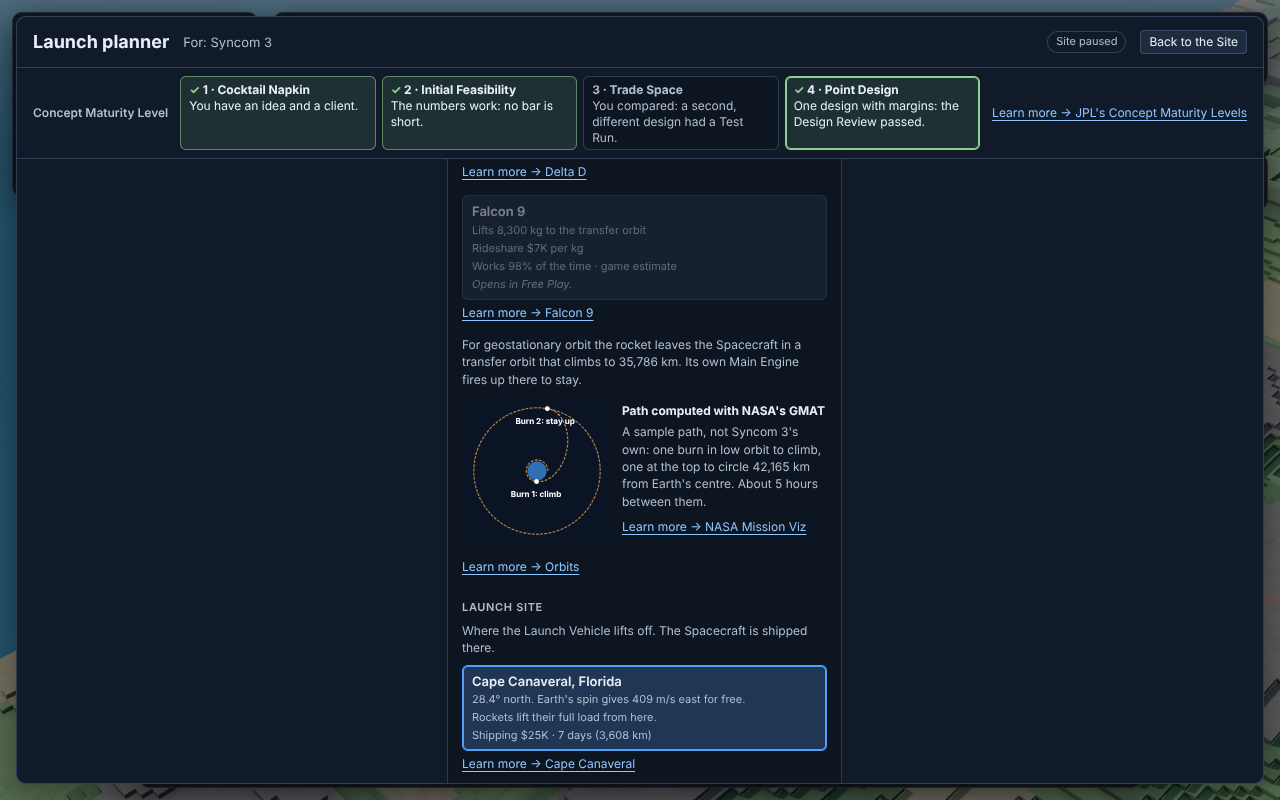 Launch planner
For: Syncom 3
Site paused
Back to the Site
Concept Maturity Level
✓ 1 · Cocktail Napkin
You have an idea and a client.
✓ 2 · Initial Feasibility
The numbers work: no bar is
short.
3 · Trade Space
You compared: a second,
different design had a Test
Run.
✓ 4 · Point Design
One design with margins: the
Design Review passed.
Learn more → JPL's Concept Maturity Levels
Learn more → Delta D
Falcon 9
Lifts 8,300 kg to the transfer orbit
Rideshare $7K per kg
Works 98% of the time · game estimate
Opens in Free Play.
Learn more → Falcon 9
For geostationary orbit the rocket leaves the Spacecraft in a
transfer orbit that climbs to 35,786 km. Its own Main Engine
fires up there to stay.
Burn 2: stay up
Burn 1: climb
Path computed with NASA's GMAT
A sample path, not Syncom 3's
own: one burn in low orbit to climb,
one at the top to circle 42,165 km
from Earth's centre. About 5 hours
between them.
Learn more → NASA Mission Viz
Learn more → Orbits
LAUNCH SITE
Where the Launch Vehicle lifts off. The Spacecraft is shipped
there.
Cape Canaveral, Florida
28.4° north. Earth's spin gives 409 m/s east for free.
Rockets lift their full load from here.
Shipping $25K · 7 days (3,608 km)
Learn more → Cape Canaveral